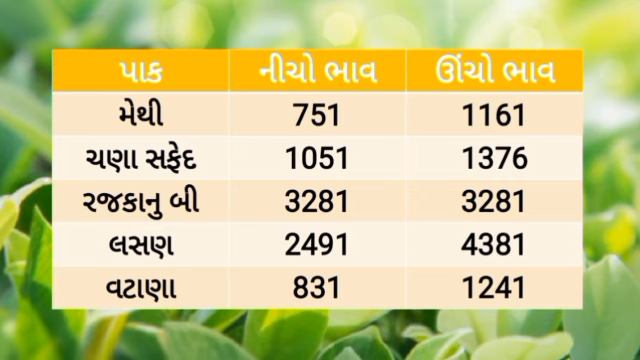 પાક નીચો ભાવ ઊંચો ભાવ
મેથી 751 1161
ચણા સફેદ 1051 1376
રજકાનુ બી 3281 3281
લસણ 2491 4381
વટાણા 831 1241